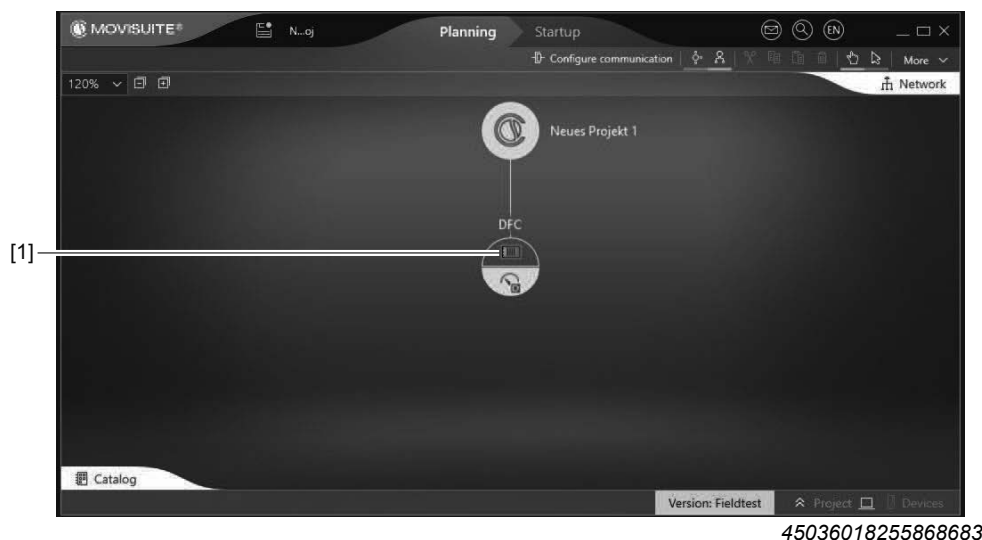 MOVISUITE®
N...oj
Planning
Startup
EN
Configure communication
More
120%
Network
Neues Projekt 1
DFC
[1]
Catalog
Version: Fieldtest
Project
Devices
45036018255868683